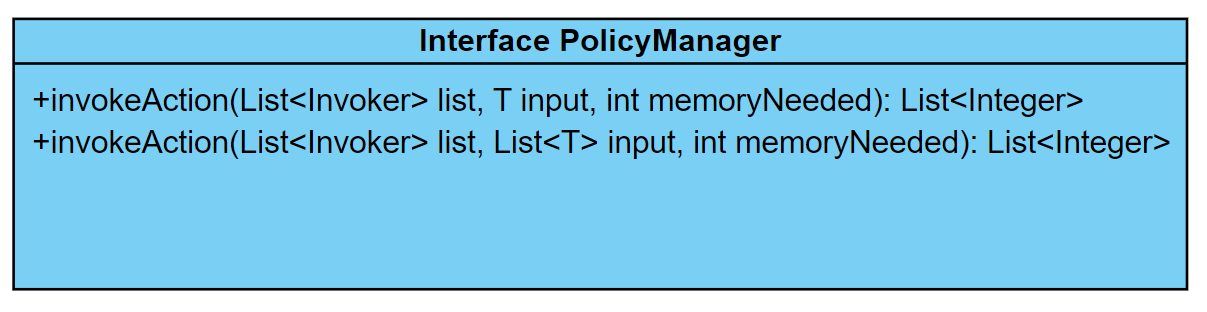 Interface PolicyManager
+invokeAction(List<Invoker> list, T input, int memoryNeeded): List<Integer>
+invokeAction(List<Invoker> list, List<T> input, int memoryNeeded): List<Integer>